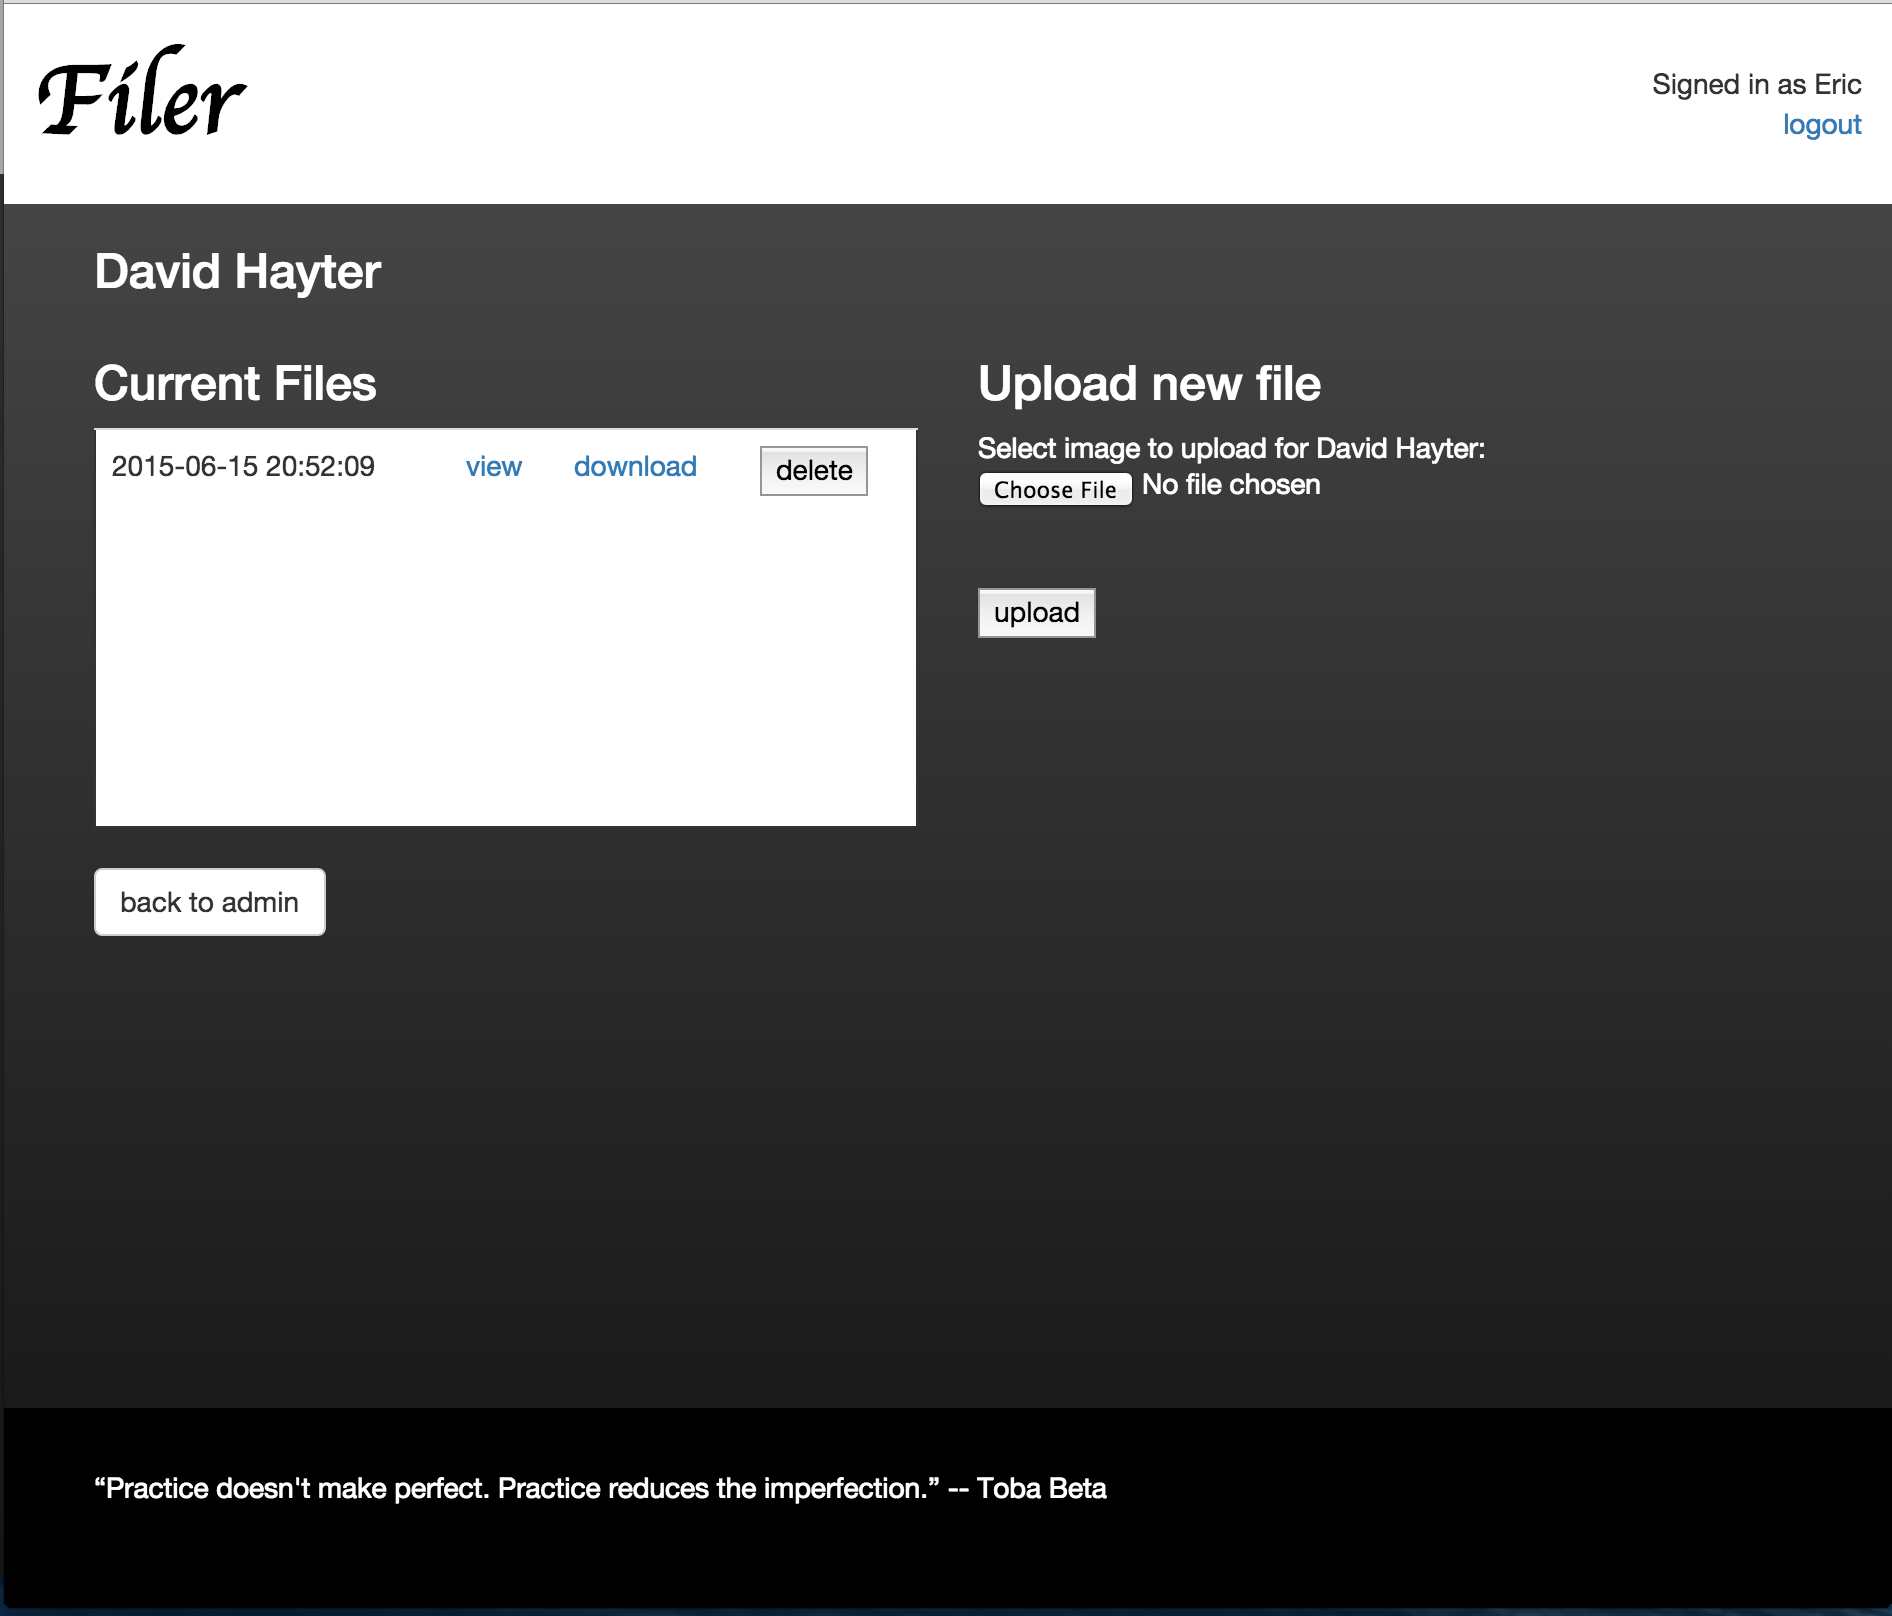 Filer
Signed in as Eric
logout
David Hayter
Current Files
2015-06-15 20:52:09 view download delete
back to admin
Upload new file
Select image to upload for David Hayter:
Choose File No file chosen
upload
“Practice doesn't make perfect. Practice reduces the imperfection.” -- Toba Beta